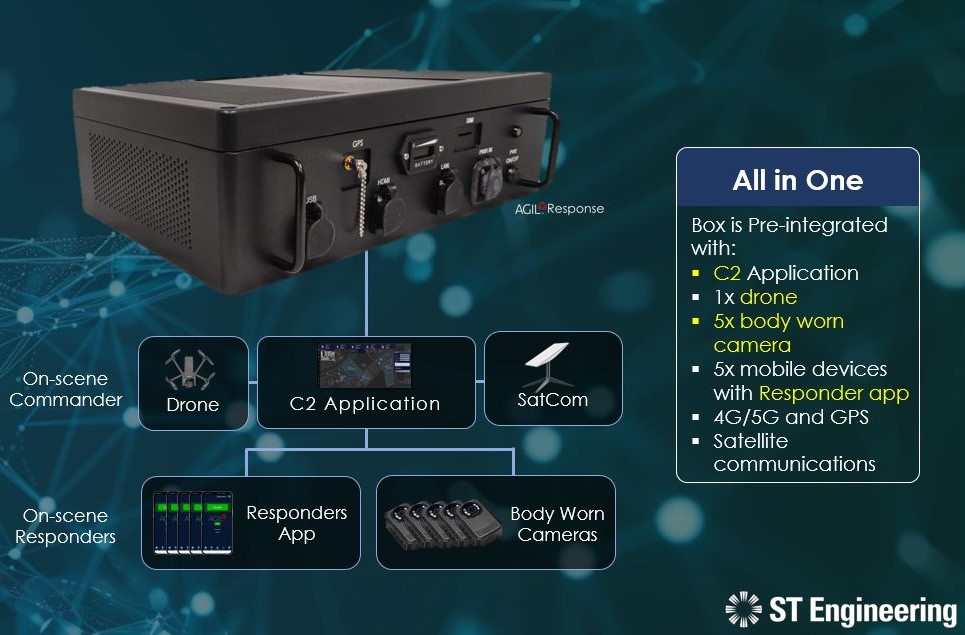 GPS
SIM
BATTERY
HDMI
LAN
PWR IN
PWR
ON/OFF
USB
AGIL Response
All in One
Box is Pre-integrated
with:
▪ C2 Application
▪ 1x drone
▪ 5x body worn
camera
▪ 5x mobile devices
with Responder app
▪ 4G/5G and GPS
▪ Satellite
communications
On-scene
Commander
Drone
C2 Application
SatCom
On-scene
Responders
Responders
App
Body Worn
Cameras
ST Engineering